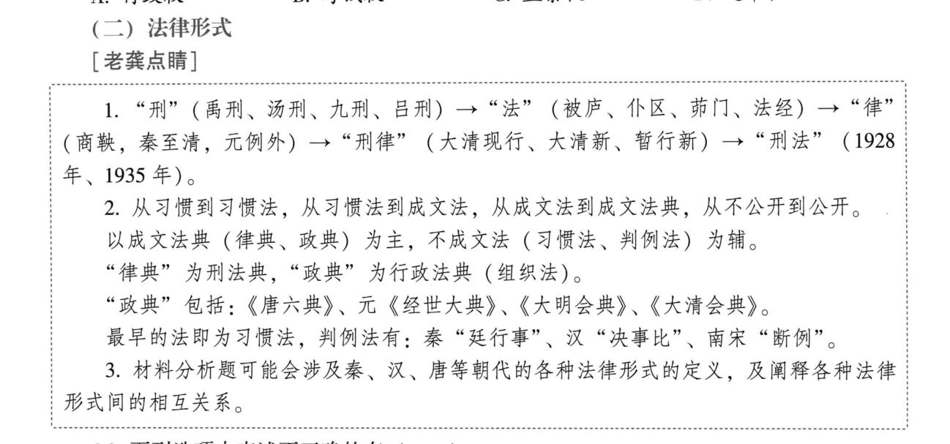 （二）法律形式
［老龚点睛］
1. “刑”（禹刑、汤刑、九刑、吕刑）→“法”（被庐、仆区、茆门、法经）→“律”
（商鞅，秦至清，元例外）→“刑律”（大清现行、大清新、暂行新）→“刑法”（1928
年、1935 年）。
2. 从习惯到习惯法，从习惯法到成文法，从成文法到成文法典，从不公开到公开。
以成文法典（律典、政典）为主，不成文法（习惯法、判例法）为辅。
“律典”为刑法典，“政典”为行政法典（组织法）。
“政典”包括：《唐六典》、元《经世大典》、《大明会典》、《大清会典》。
最早的法即为习惯法，判例法有：秦“廷行事”、汉“决事比”、南宋“断例”。
3. 材料分析题可能会涉及秦、汉、唐等朝代的各种法律形式的定义，及阐释各种法律
形式间的相互关系。